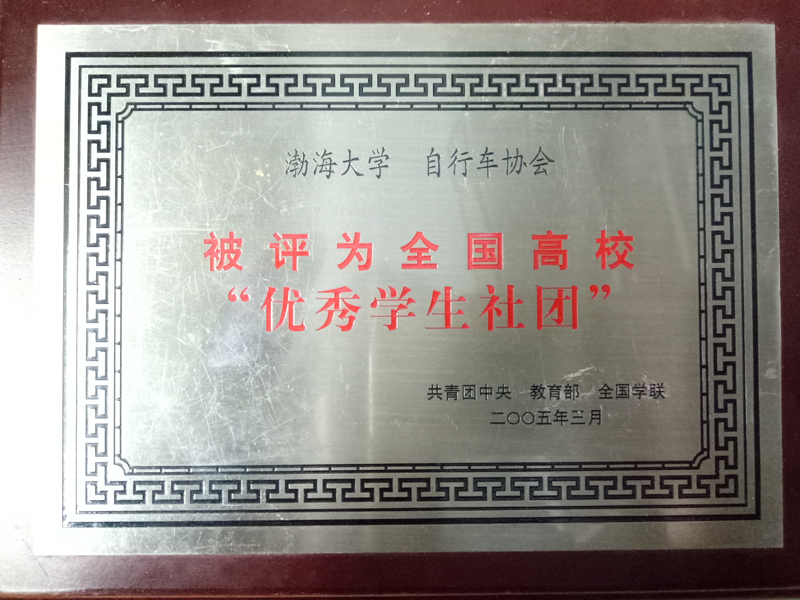 渤海大学 自行车协会
被评为全国高校
“优秀学生社团”
共青团中央 教育部 全国学联
二〇〇五年三月